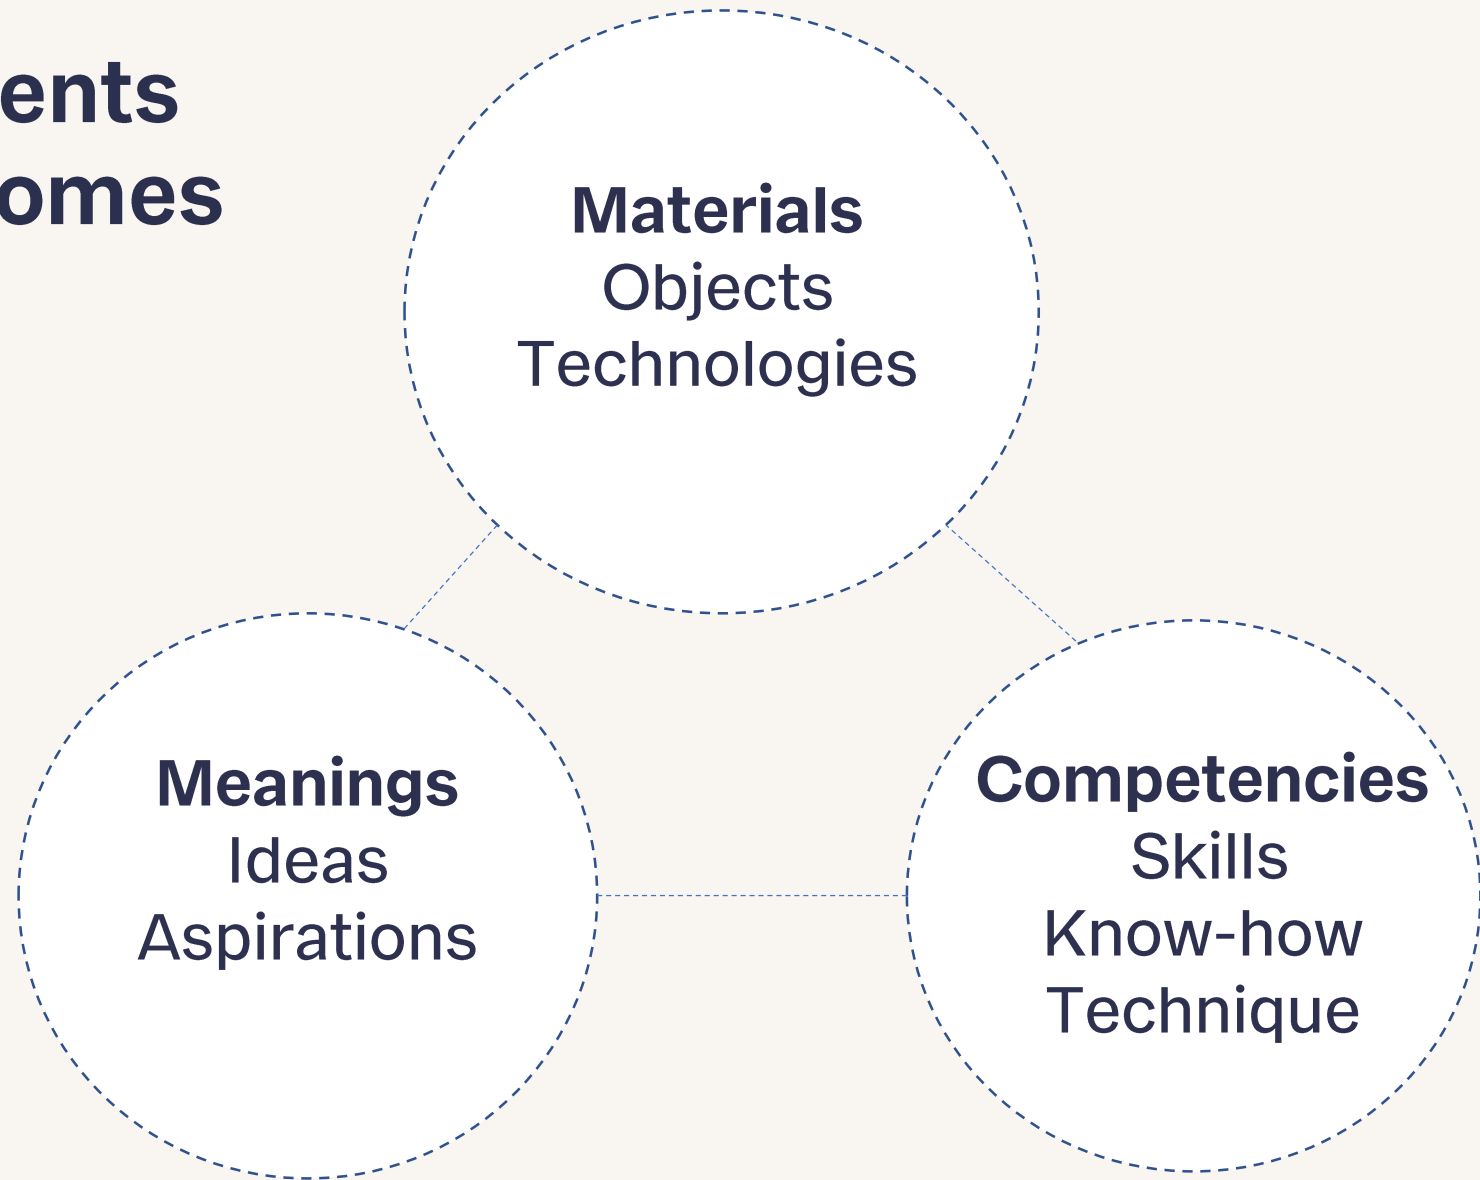 ents
omes
Materials
Objects
Technologies
Meanings
Ideas
Aspirations
Competencies
Skills
Know-how
Technique